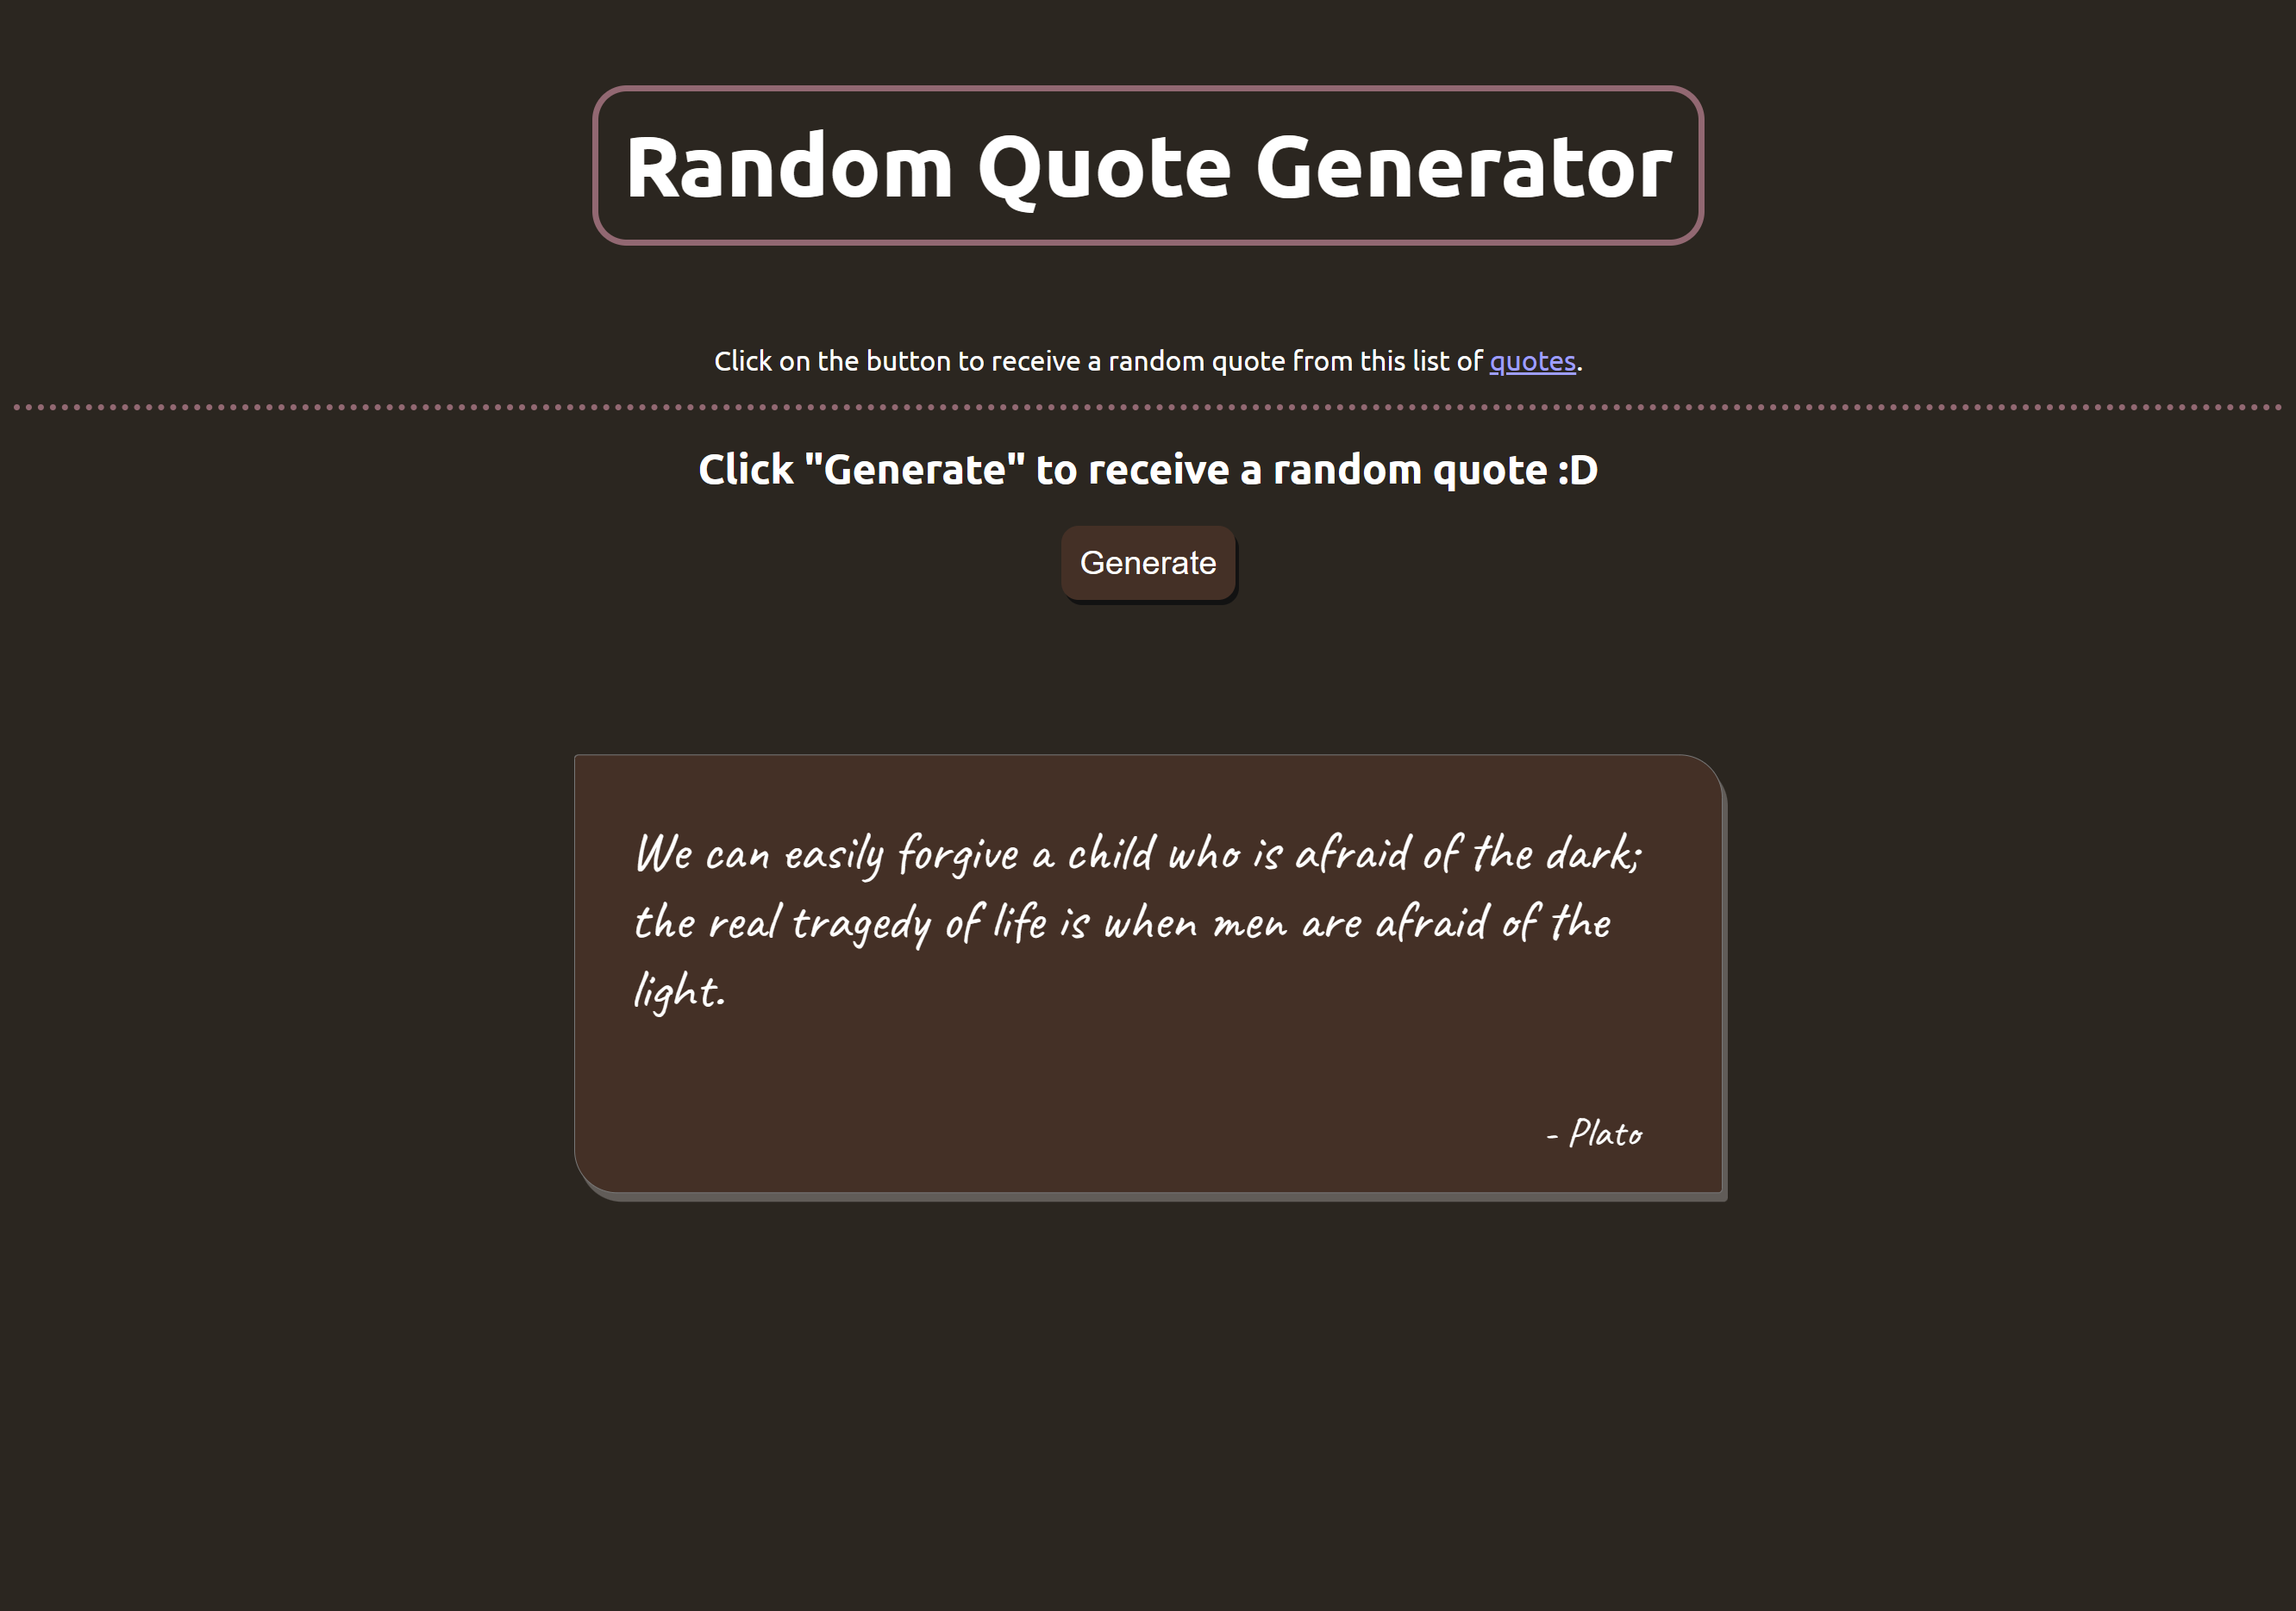 Random Quote Generator
Click on the button to receive a random quote from this list of quotes.
Click "Generate" to receive a random quote :D
Generate
We can easily forgive a child who is afraid of the dark;
the real tragedy of life is when men are afraid of the
light.
- Plato